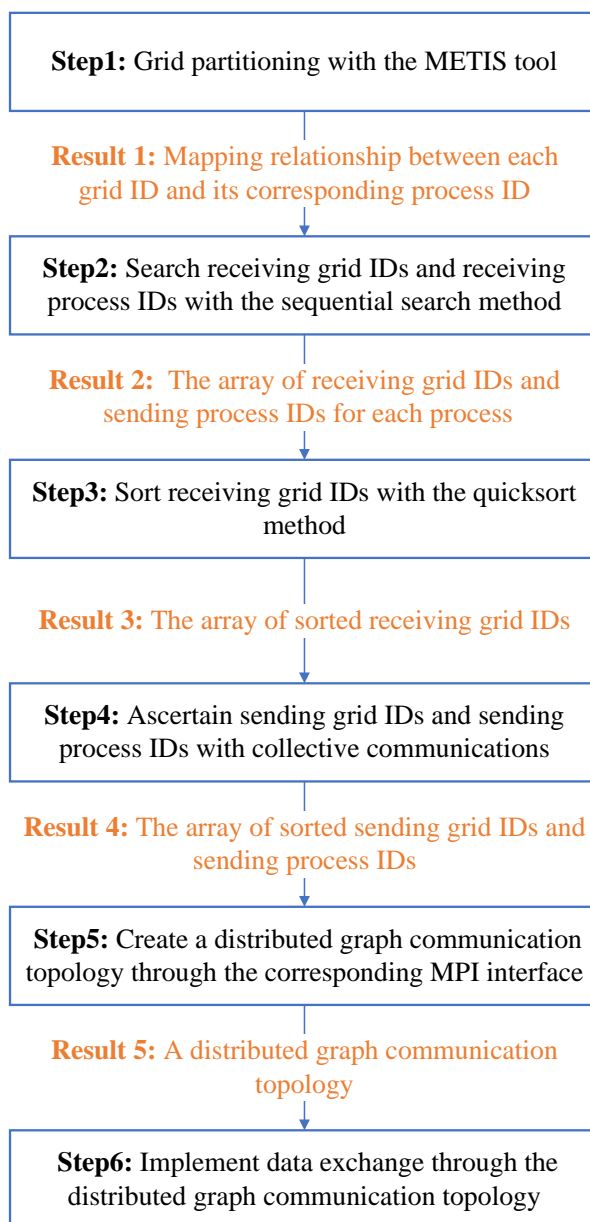 Step1: Grid partitioning with the METIS tool
Result 1: Mapping relationship between each
grid ID and its corresponding process ID
Step2: Search receiving grid IDs and receiving
process IDs with the sequential search method
Result 2: The array of receiving grid IDs and
sending process IDs for each process
Step3: Sort receiving grid IDs with the quicksort
method
Result 3: The array of sorted receiving grid IDs
Step4: Ascertain sending grid IDs and sending
process IDs with collective communications
Result 4: The array of sorted sending grid IDs and
sending process IDs
Step5: Create a distributed graph communication
topology through the corresponding MPI interface
Result 5: A distributed graph communication
topology
Step6: Implement data exchange through the
distributed graph communication topology